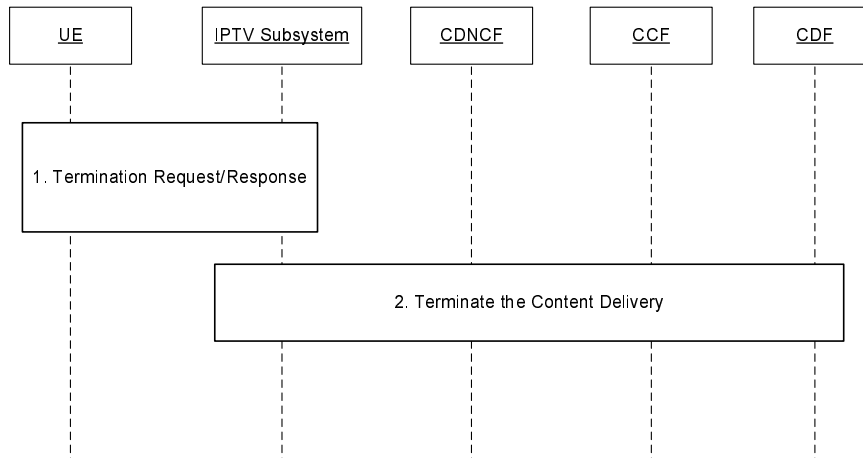 UE
IPTV Subsystem
CDNCF
CCF
CDF
1. Termination Request/Response
2. Terminate the Content Delivery